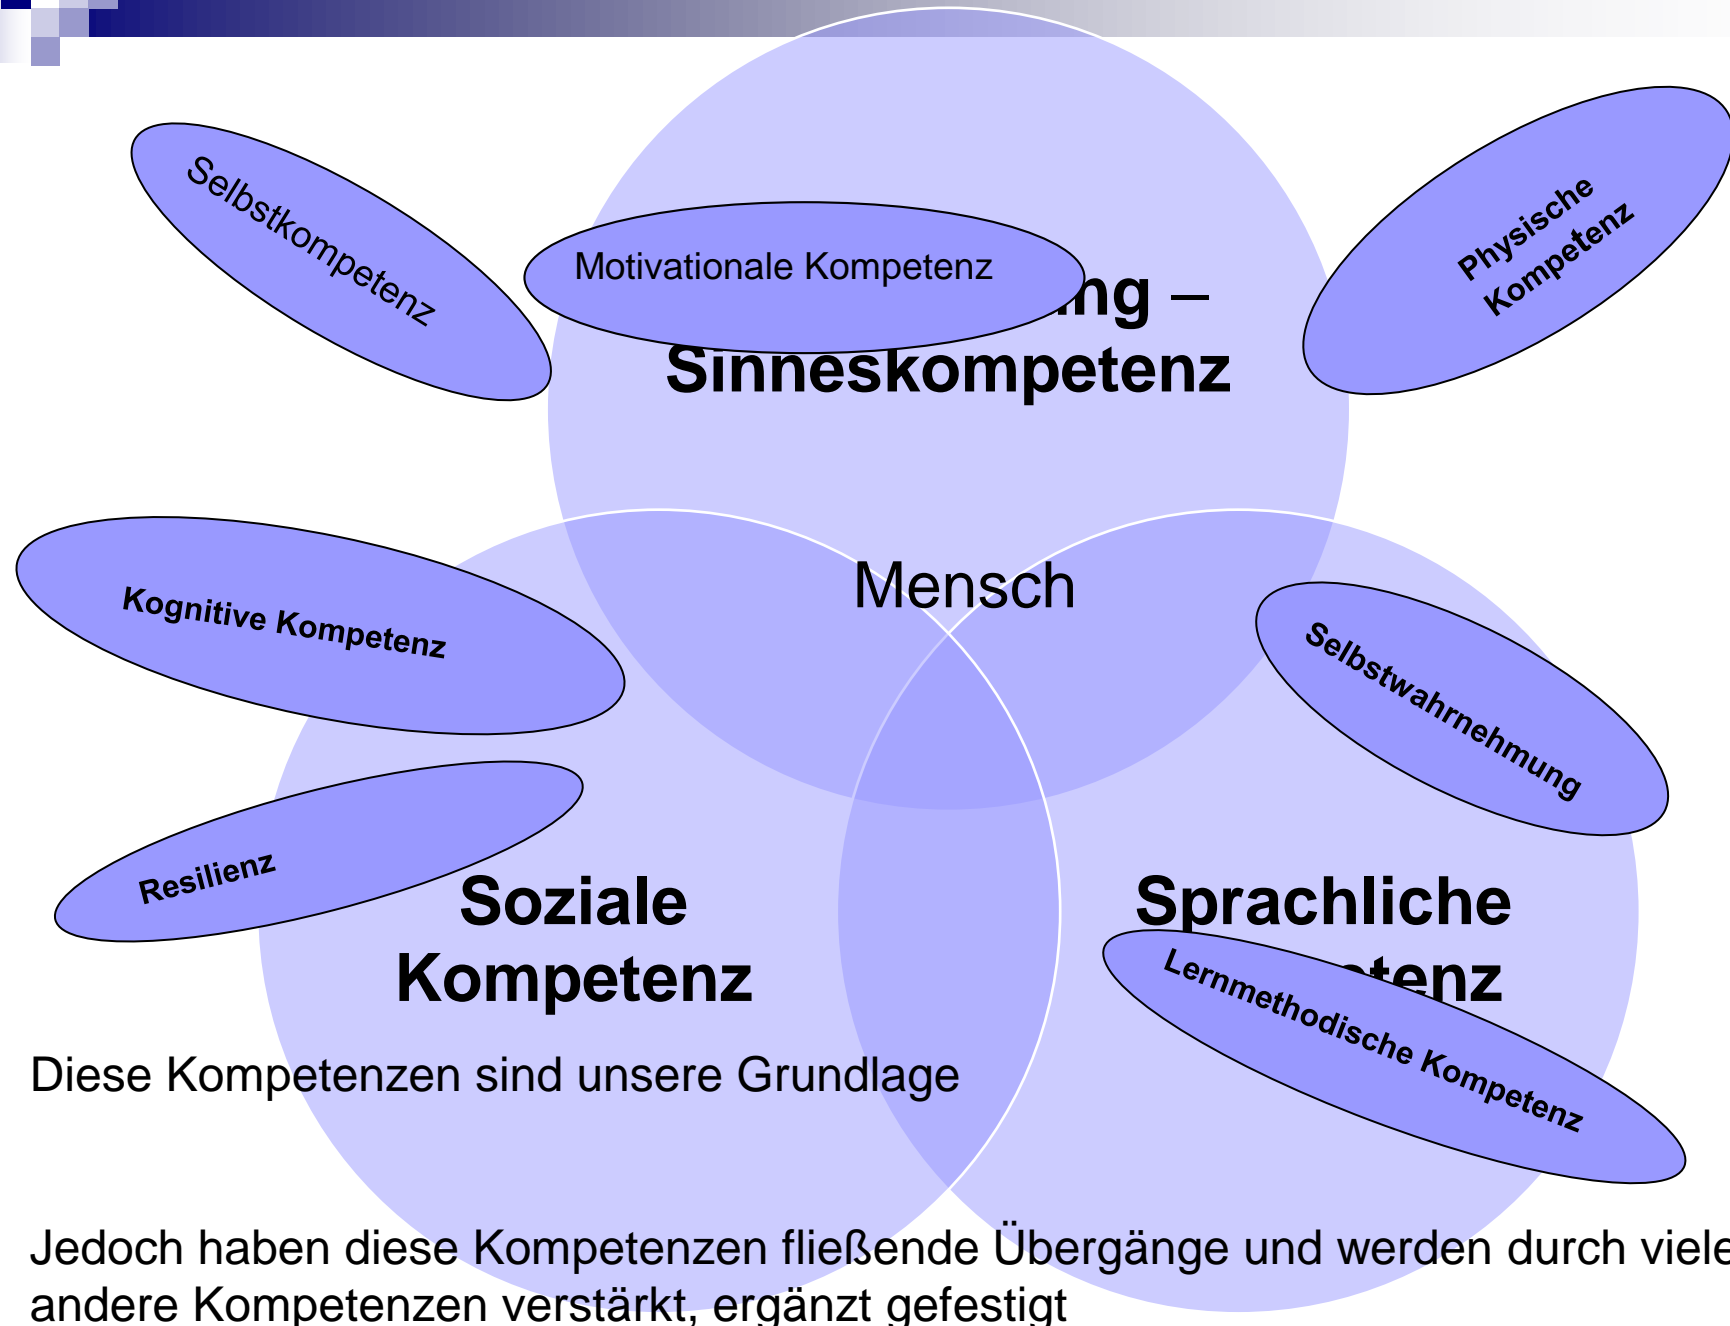 Selbstkompetenz
Motivationale Kompetenz
Physische
Kompetenz
ng –
Sinneskompetenz
Mensch
Kognitive Kompetenz
Selbstwahrnehmung
Resilienz
Soziale
Kompetenz
Sprachliche
Lernmethodische Kompetenz
Diese Kompetenzen sind unsere Grundlage
Jedoch haben diese Kompetenzen fließende Übergänge und werden durch viele
andere Kompetenzen verstärkt, ergänzt gefestigt